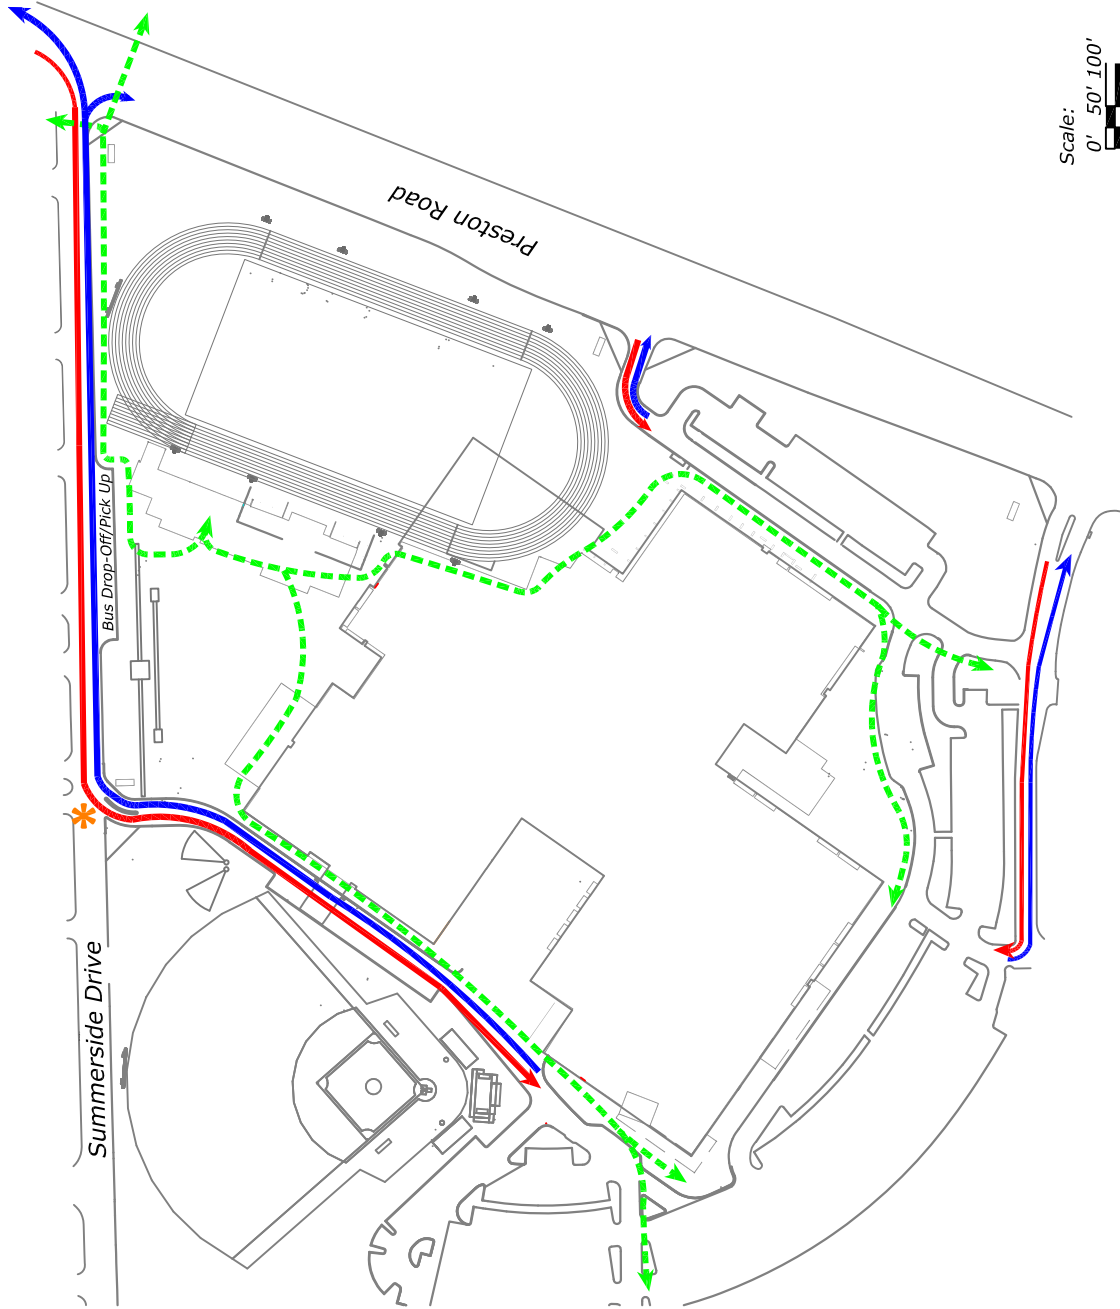 Scale:
0' 50' 100'
Preston Road
Bus Drop-Off/Pick Up
*
Summerside Drive